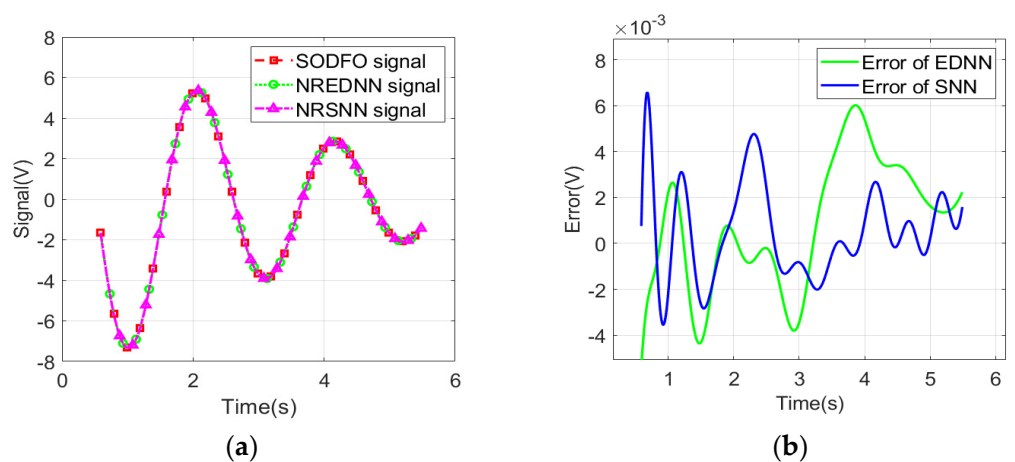 8
6
4
2
0
-2
-4
-6
-8
Signal(V)
SODFO signal
NREDNN signal
NRSNN signal
0 2 4 6
Time(s)
(a)
×10⁻³
8
6
4
2
0
-2
-4
Error(V)
Error of EDNN
Error of SNN
1 2 3 4 5 6
Time(s)
(b)